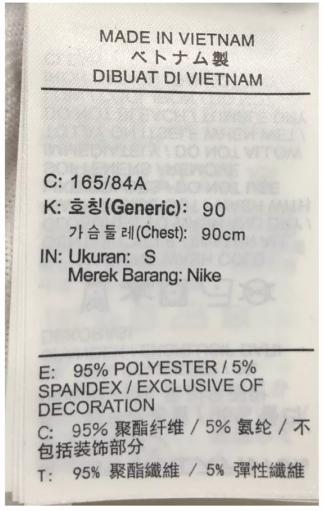 MADE IN VIETNAM
ベトナム製
DIBUAT DI VIETNAM
C: 165/84A
K: 호칭(Generic): 90
가슴둘레(Chest): 90cm
IN: Ukuran: S
Merek Barang: Nike
E: 95% POLYESTER / 5%
SPANDEX / EXCLUSIVE OF
DECORATION
C: 95% 聚酯纤维 / 5% 氨纶 / 不
包括装饰部分
T: 95% 聚酯纖維 / 5% 彈性纖維